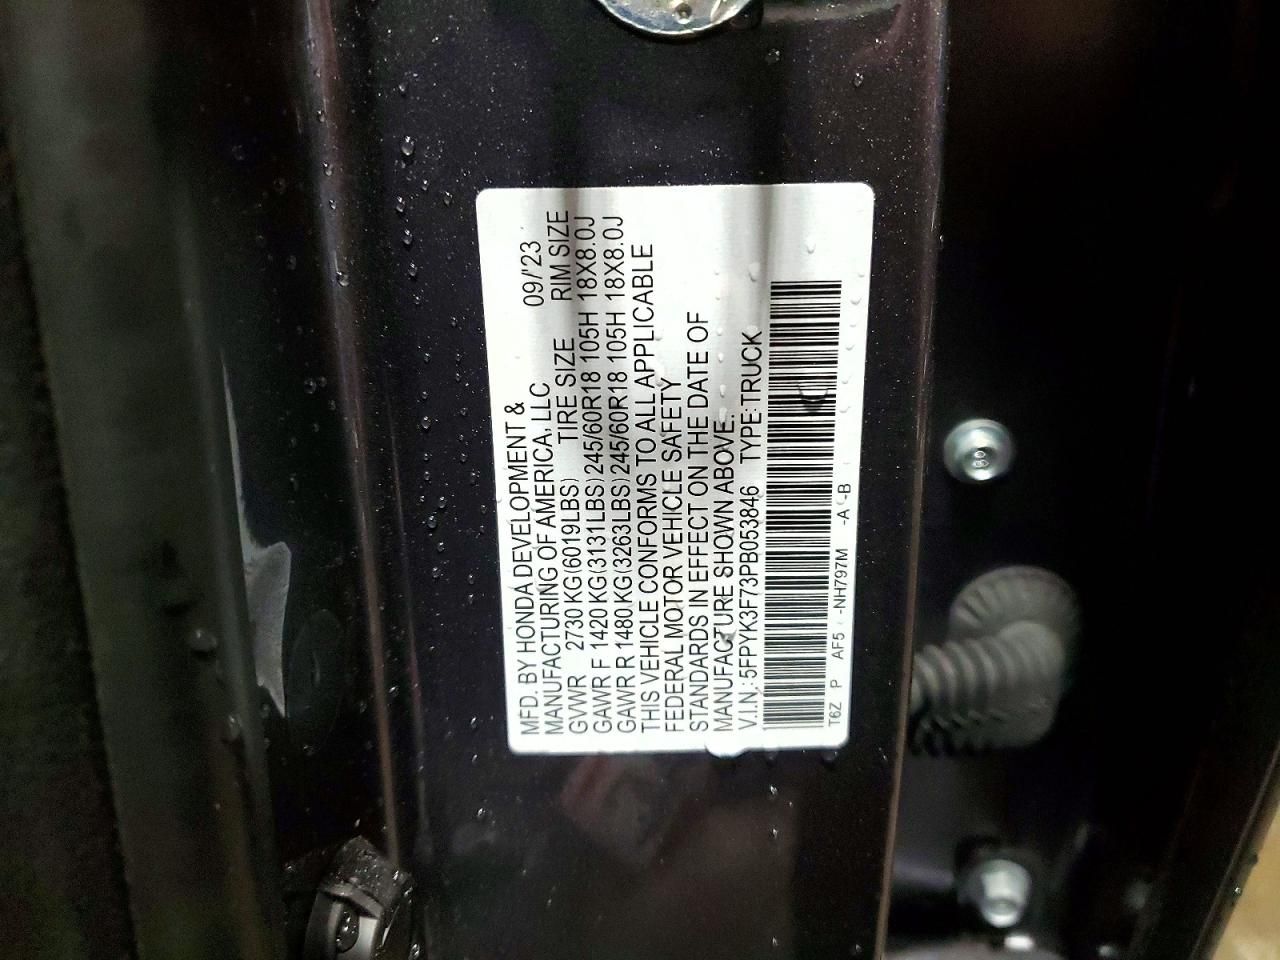 MFD. BY HONDA DEVELOPMENT &
MANUFACTURING OF AMERICA, LLC 09/'23
GVWR 2730 KG(6019LBS) TIRE SIZE RIM SIZE
GAWR F 1420 KG(3131LBS) 245/60R18 105H 18X8.0J
GAWR R 1480 KG(3263LBS) 245/60R18 105H 18X8.0J
THIS VEHICLE CONFORMS TO ALL APPLICABLE
FEDERAL MOTOR VEHICLE SAFETY
STANDARDS IN EFFECT ON THE DATE OF
MANUFACTURE SHOWN ABOVE.
V.I.N.: 5FPYK3F73PB053846 TYPE: TRUCK
T6Z P AF5 -NH797M -A -B